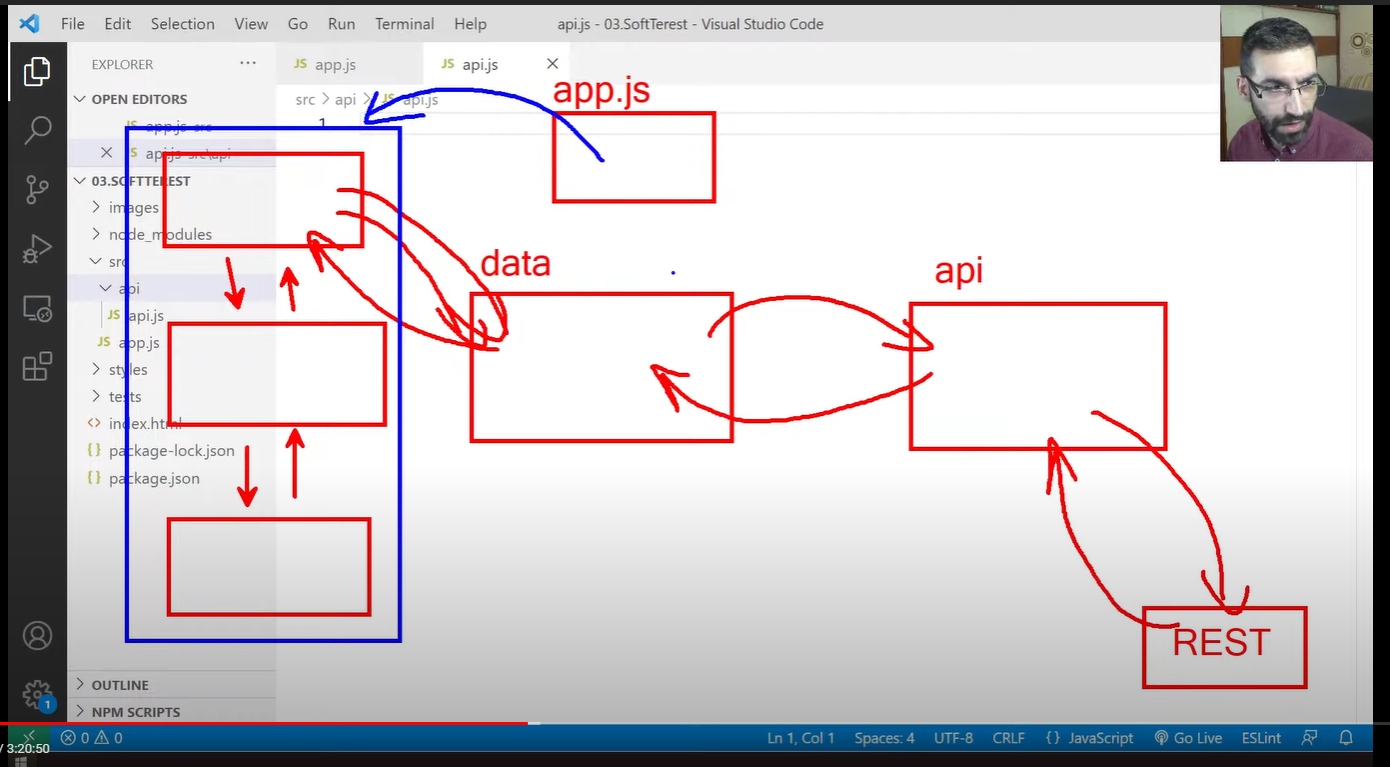 File Edit Selection View Go Run Terminal Help api.js - 03.SoftTerest - Visual Studio Code
EXPLORER ··· JS app.js JS api.js
OPEN EDITORS src > api > JS api.js
app.js
JS app.js src 1
JS api.js src\api
data
api
03.SOFTTEREST
images
node_modules
src
api
JS api.js
JS app.js
styles
tests
index.html
package-lock.json
package.json
REST
OUTLINE
NPM SCRIPTS
1
0 0 Ln 1, Col 1 Spaces: 4 UTF-8 CRLF {} JavaScript Go Live ESLint
/ 3:20:50